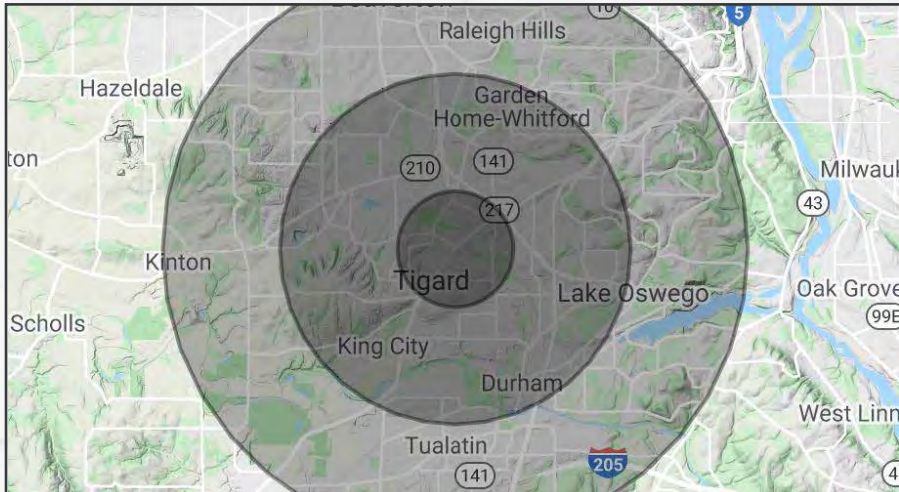 5
10
Raleigh Hills
Hazeldale
Garden
Home-Whitford
ton
210
141
Milwauk
217
43
Kinton
Tigard
Lake Oswego
Oak Grove
Scholls
99E
King City
Durham
West Linn
Tualatin
205
141
4